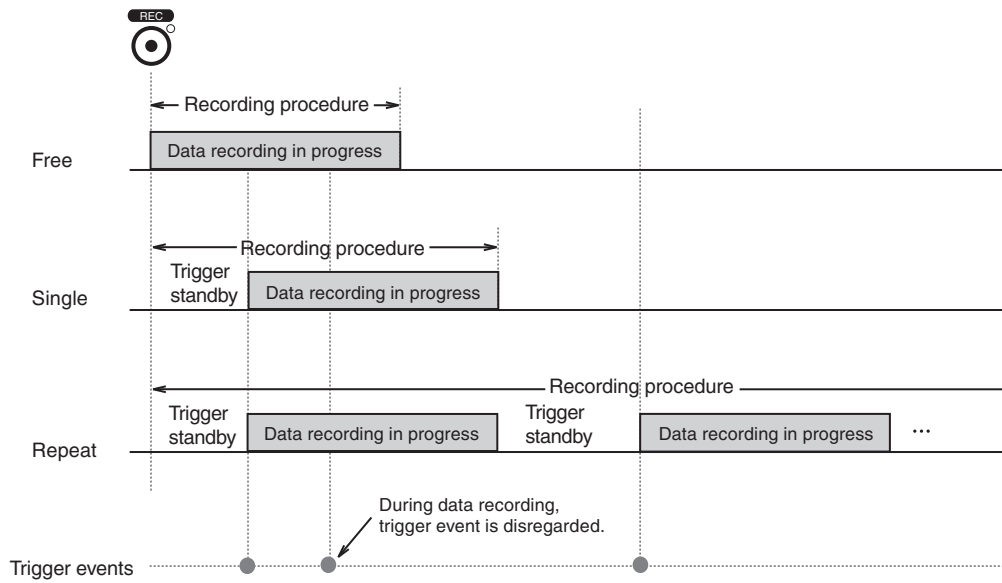 REC
Recording procedure
Free
Data recording in progress
Recording procedure
Trigger
standby
Single
Data recording in progress
Recording procedure
Trigger
standby
Trigger
standby
Repeat
Data recording in progress
Data recording in progress
...
During data recording,
trigger event is disregarded.
Trigger events